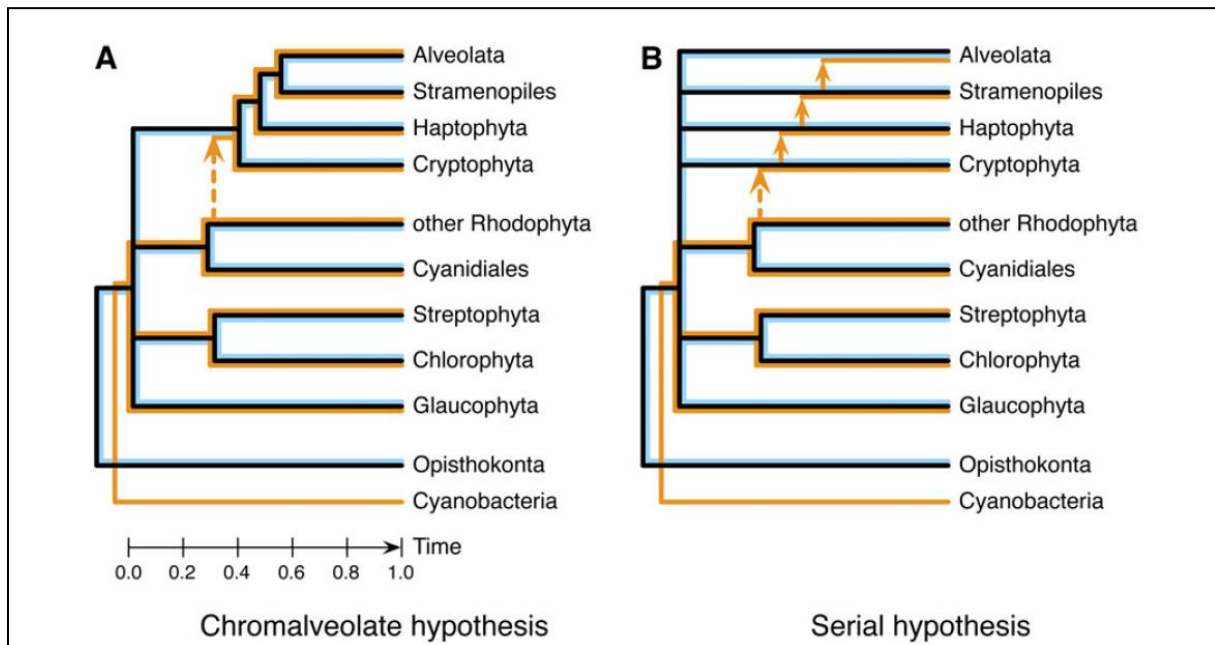 A
Alveolata
Stramenopiles
Haptophyta
Cryptophyta
other Rhodophyta
Cyanidiales
Streptophyta
Chlorophyta
Glaucophyta
Opisthokonta
Cyanobacteria
Time
0.0 0.2 0.4 0.6 0.8 1.0
Chromalveolate hypothesis
B
Alveolata
Stramenopiles
Haptophyta
Cryptophyta
other Rhodophyta
Cyanidiales
Streptophyta
Chlorophyta
Glaucophyta
Opisthokonta
Cyanobacteria
Serial hypothesis